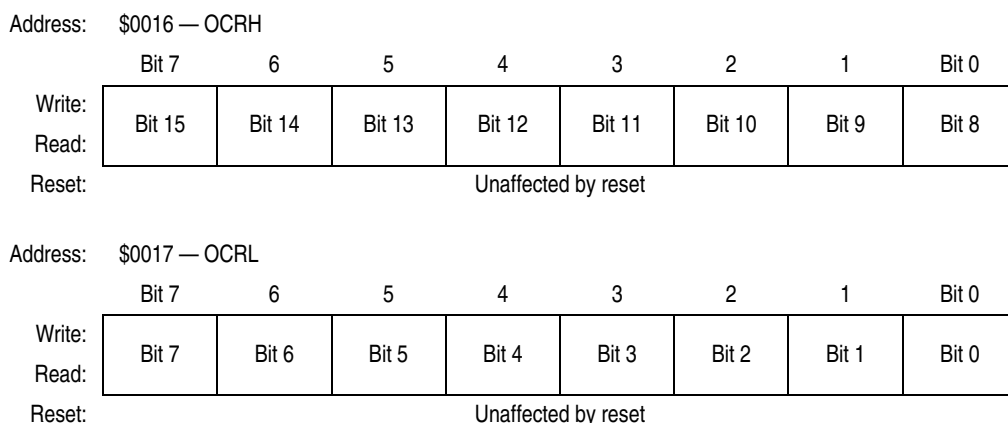 Address: $0016 — OCRH
Bit 7 6 5 4 3 2 1 Bit 0
Write:
Bit 15 Bit 14 Bit 13 Bit 12 Bit 11 Bit 10 Bit 9 Bit 8
Read:
Reset: Unaffected by reset
Address: $0017 — OCRL
Bit 7 6 5 4 3 2 1 Bit 0
Write:
Bit 7 Bit 6 Bit 5 Bit 4 Bit 3 Bit 2 Bit 1 Bit 0
Read:
Reset: Unaffected by reset